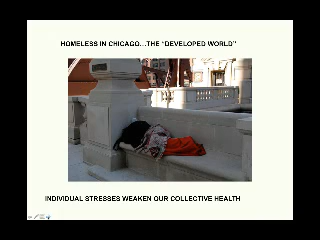 HOMELESS IN CHICAGO...THE "DEVELOPED WORLD"
INDIVIDUAL STRESSES WEAKEN OUR COLLECTIVE HEALTH